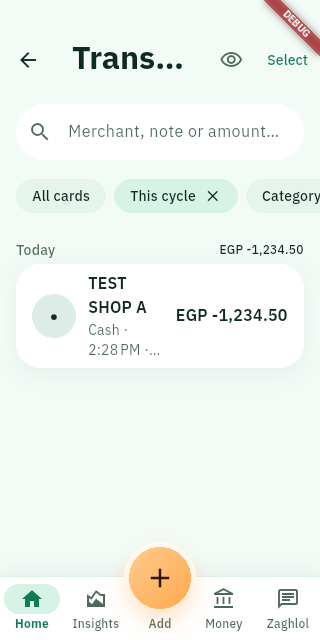 DEBUG
Trans...
Select
Merchant, note or amount...
All cards
This cycle
Category
Today
EGP -1,234.50
TEST
SHOP A
EGP -1,234.50
Cash ·
2:28 PM ·...
Home
Insights
Add
Money
Zaghlol